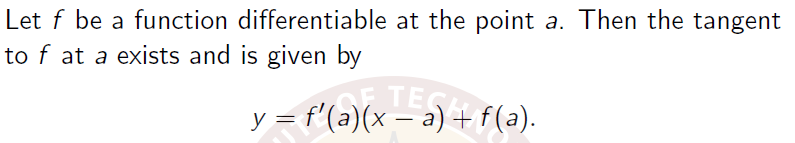 Let f be a function differentiable at the point a. Then the tangent
to f at a exists and is given by
y = f′(a)(x − a) + f(a).